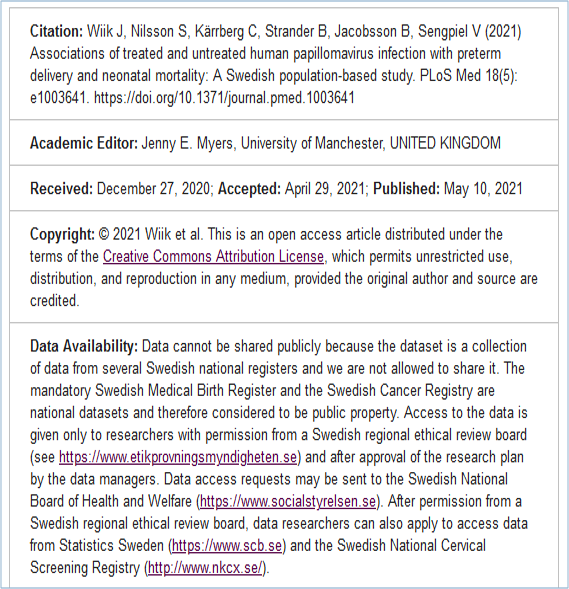 Citation: Wiik J, Nilsson S, Kärrberg C, Strander B, Jacobsson B, Sengpiel V (2021)
Associations of treated and untreated human papillomavirus infection with preterm
delivery and neonatal mortality: A Swedish population-based study. PLoS Med 18(5):
e1003641. https://doi.org/10.1371/journal.pmed.1003641
Academic Editor: Jenny E. Myers, University of Manchester, UNITED KINGDOM
Received: December 27, 2020; Accepted: April 29, 2021; Published: May 10, 2021
Copyright: © 2021 Wiik et al. This is an open access article distributed under the
terms of the Creative Commons Attribution License, which permits unrestricted use,
distribution, and reproduction in any medium, provided the original author and source are
credited.
Data Availability: Data cannot be shared publicly because the dataset is a collection
of data from several Swedish national registers and we are not allowed to share it. The
mandatory Swedish Medical Birth Register and the Swedish Cancer Registry are
national datasets and therefore considered to be public property. Access to the data is
given only to researchers with permission from a Swedish regional ethical review board
(see https://www.etikprovningsmyndigheten.se) and after approval of the research plan
by the data managers. Data access requests may be sent to the Swedish National
Board of Health and Welfare (https://www.socialstyrelsen.se). After permission from a
Swedish regional ethical review board, data researchers can also apply to access data
from Statistics Sweden (https://www.scb.se) and the Swedish National Cervical
Screening Registry (http://www.nkcx.se/).